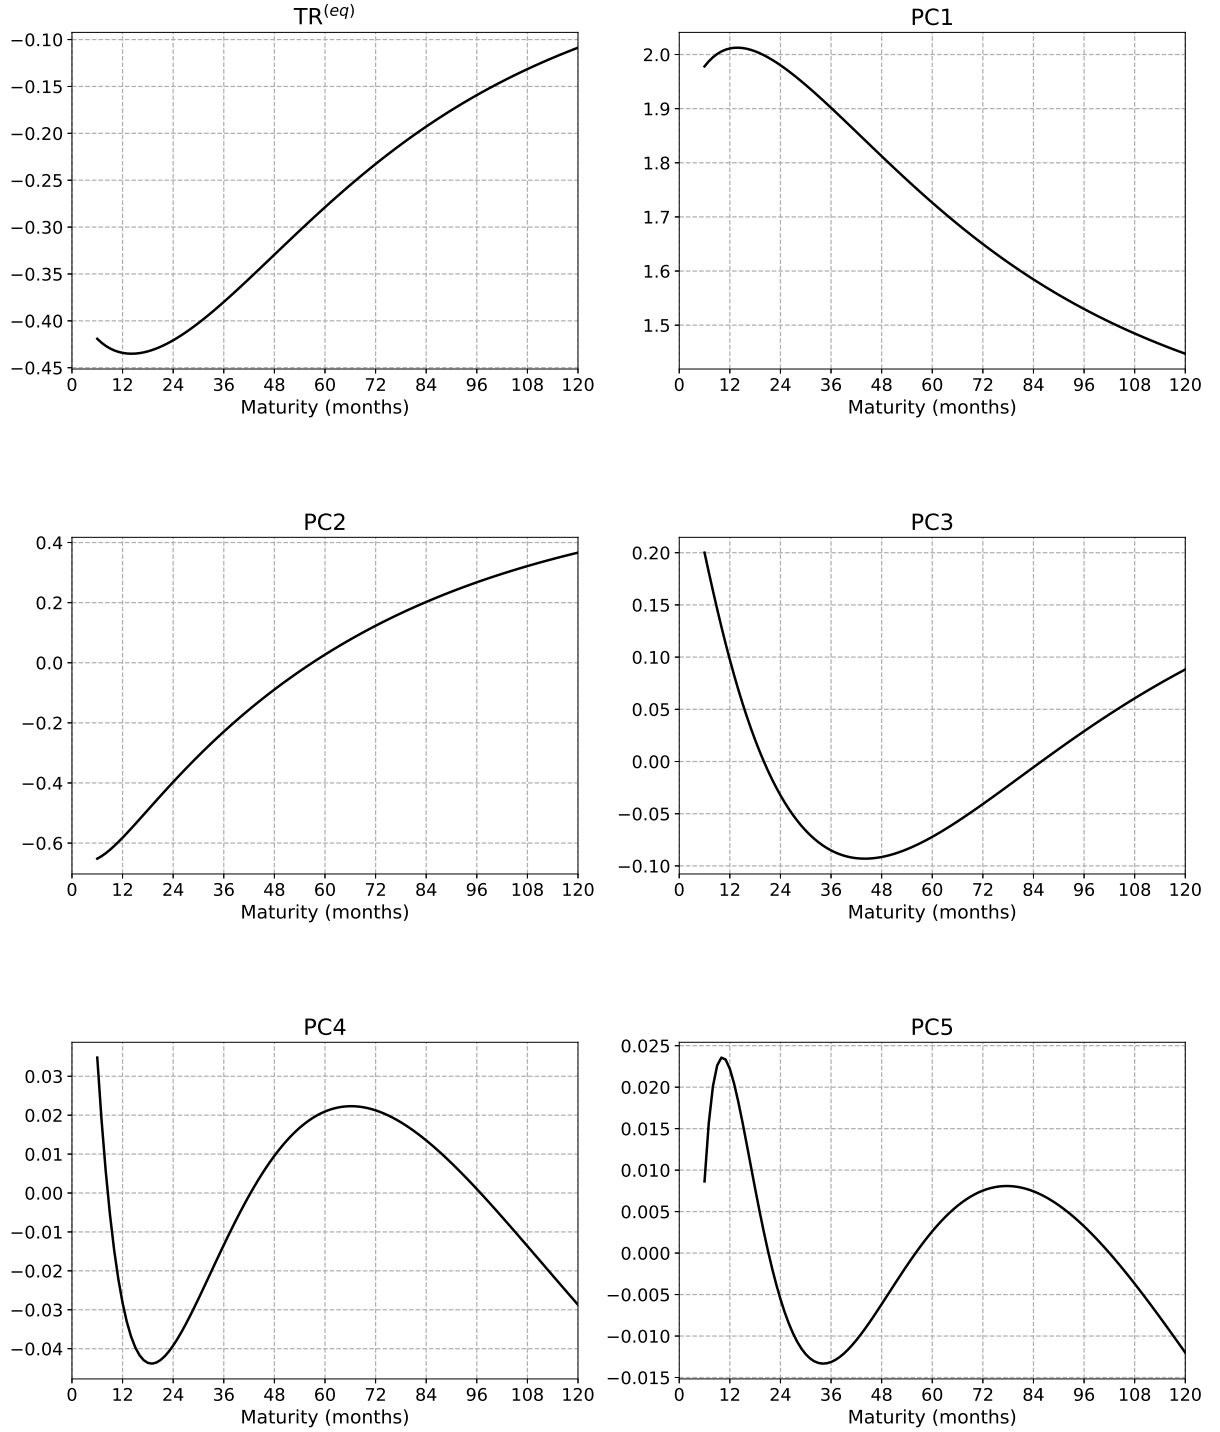 TR(eq)
−0.10
−0.15
−0.20
−0.25
−0.30
−0.35
−0.40
−0.45
0 12 24 36 48 60 72 84 96 108 120
Maturity (months)
PC1
2.0
1.9
1.8
1.7
1.6
1.5
0 12 24 36 48 60 72 84 96 108 120
Maturity (months)
PC2
0.4
0.2
0.0
−0.2
−0.4
−0.6
0 12 24 36 48 60 72 84 96 108 120
Maturity (months)
PC3
0.20
0.15
0.10
0.05
0.00
−0.05
−0.10
0 12 24 36 48 60 72 84 96 108 120
Maturity (months)
PC4
0.03
0.02
0.01
0.00
−0.01
−0.02
−0.03
−0.04
0 12 24 36 48 60 72 84 96 108 120
Maturity (months)
PC5
0.025
0.020
0.015
0.010
0.005
0.000
−0.005
−0.010
−0.015
0 12 24 36 48 60 72 84 96 108 120
Maturity (months)